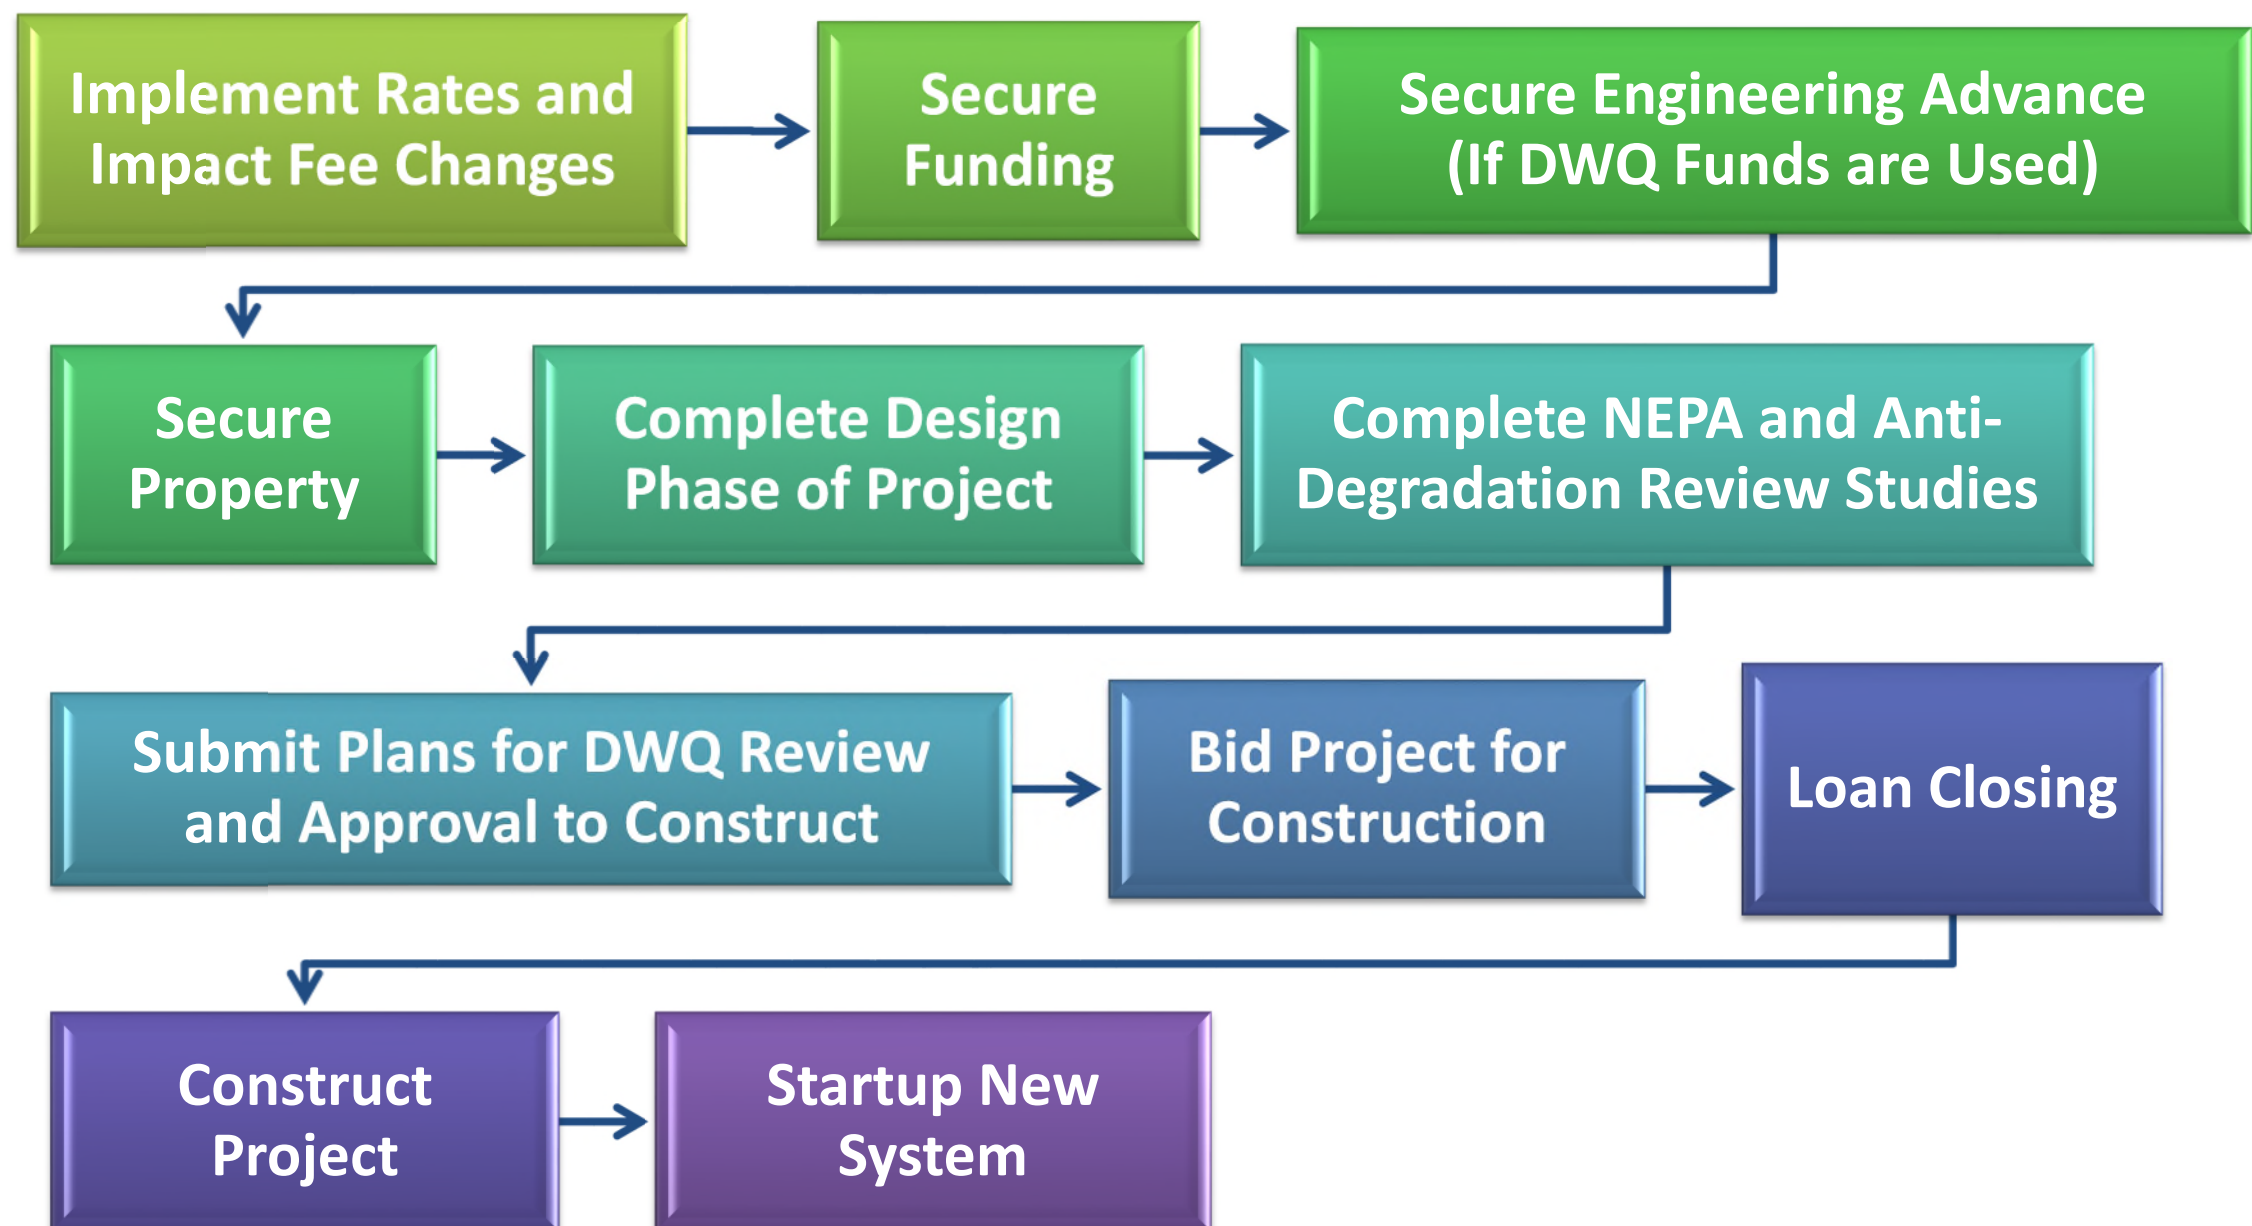 Implement Rates and
Impact Fee Changes
Secure
Funding
Secure Engineering Advance
(If DWQ Funds are Used)
Secure
Property
Complete Design
Phase of Project
Complete NEPA and Anti-
Degradation Review Studies
Submit Plans for DWQ Review
and Approval to Construct
Bid Project for
Construction
Loan Closing
Construct
Project
Startup New
System